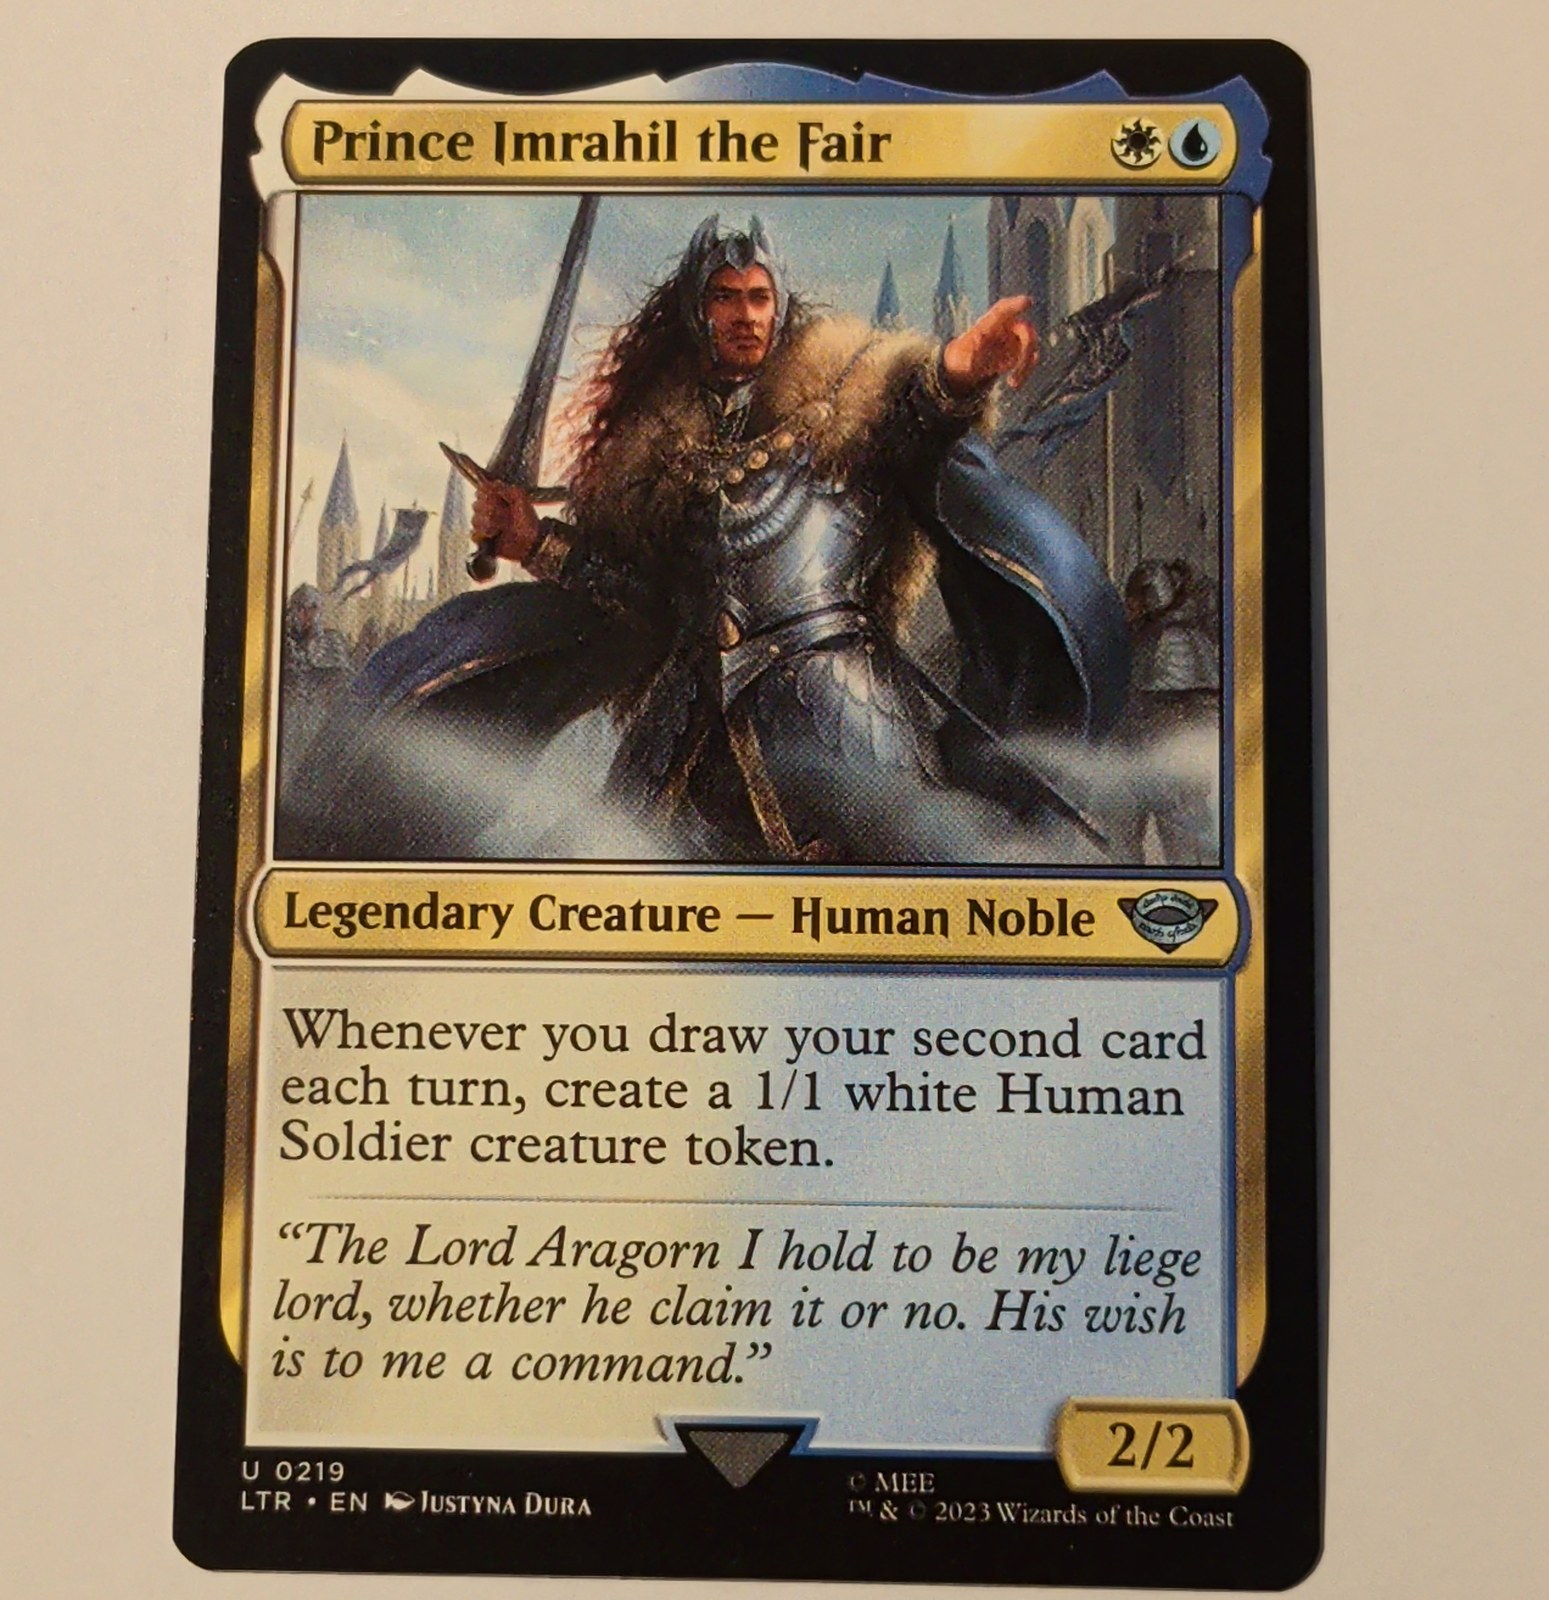 Prince Imrahil the Fair
Legendary Creature — Human Noble
Whenever you draw your second card
each turn, create a 1/1 white Human
Soldier creature token.
“The Lord Aragorn I hold to be my liege
lord, whether he claim it or no. His wish
is to me a command.”
2/2
U 0219
LTR • EN Justyna Dura
© MEE
™ & © 2023 Wizards of the Coast